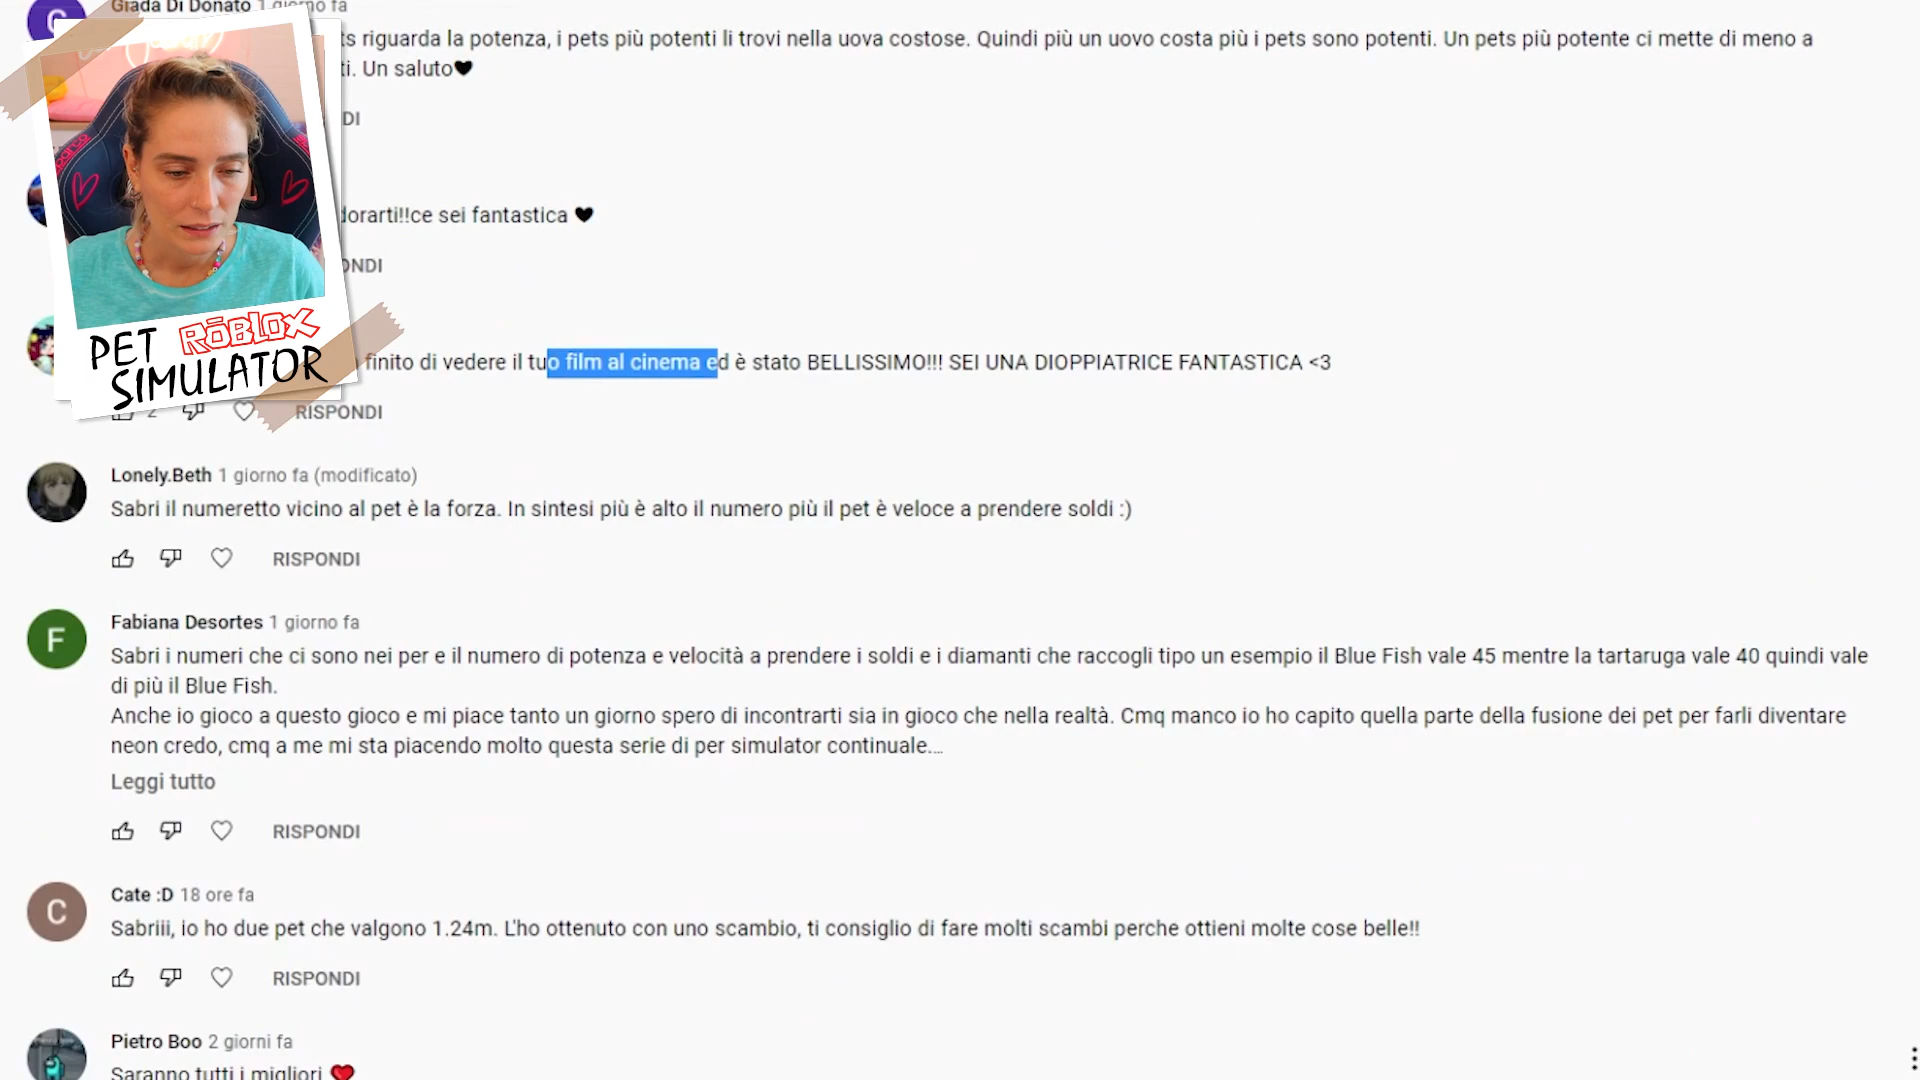 Giada Di Donato 1 giorno fa
ts riguarda la potenza, i pets più potenti li trovi nella uova costose. Quindi più un uovo costa più i pets sono potenti. Un pets più potente ci mette di meno a
ti. Un saluto🖤
DI
dorarti!!ce sei fantastica 🖤
ONDI
finito di vedere il tuo film al cinema ed è stato BELLISSIMO!!! SEI UNA DIOPPIATRICE FANTASTICA <3
2 RISPONDI
PET ROBLOX
SIMULATOR
Lonely.Beth 1 giorno fa (modificato)
Sabri il numeretto vicino al pet è la forza. In sintesi più è alto il numero più il pet è veloce a prendere soldi :)
RISPONDI
F
Fabiana Desortes 1 giorno fa
Sabri i numeri che ci sono nei per e il numero di potenza e velocità a prendere i soldi e i diamanti che raccogli tipo un esempio il Blue Fish vale 45 mentre la tartaruga vale 40 quindi vale
di più il Blue Fish.
Anche io gioco a questo gioco e mi piace tanto un giorno spero di incontrarti sia in gioco che nella realtà. Cmq manco io ho capito quella parte della fusione dei pet per farli diventare
neon credo, cmq a me mi sta piacendo molto questa serie di per simulator continuale....
Leggi tutto
RISPONDI
C
Cate :D 18 ore fa
Sabriii, io ho due pet che valgono 1.24m. L'ho ottenuto con uno scambio, ti consiglio di fare molti scambi perche ottieni molte cose belle!!
RISPONDI
Pietro Boo 2 giorni fa
Saranno tutti i migliori ❤️